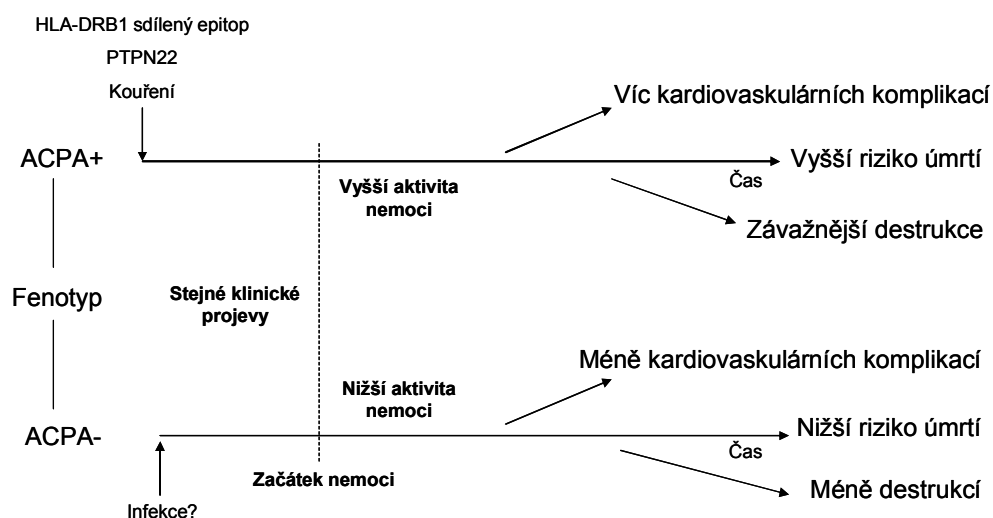 HLA-DRB1 sdílený epitop
PTPN22
Kouření
Víc kardiovaskulárních komplikací
ACPA+
Vyšší riziko úmrtí
Čas
Vyšší aktivita
nemoci
Závažnější destrukce
Fenotyp
Stejné klinické
projevy
Méně kardiovaskulárních komplikací
Nižší aktivita
nemoci
ACPA-
Nižší riziko úmrtí
Čas
Začátek nemoci
Méně destrukcí
Infekce?